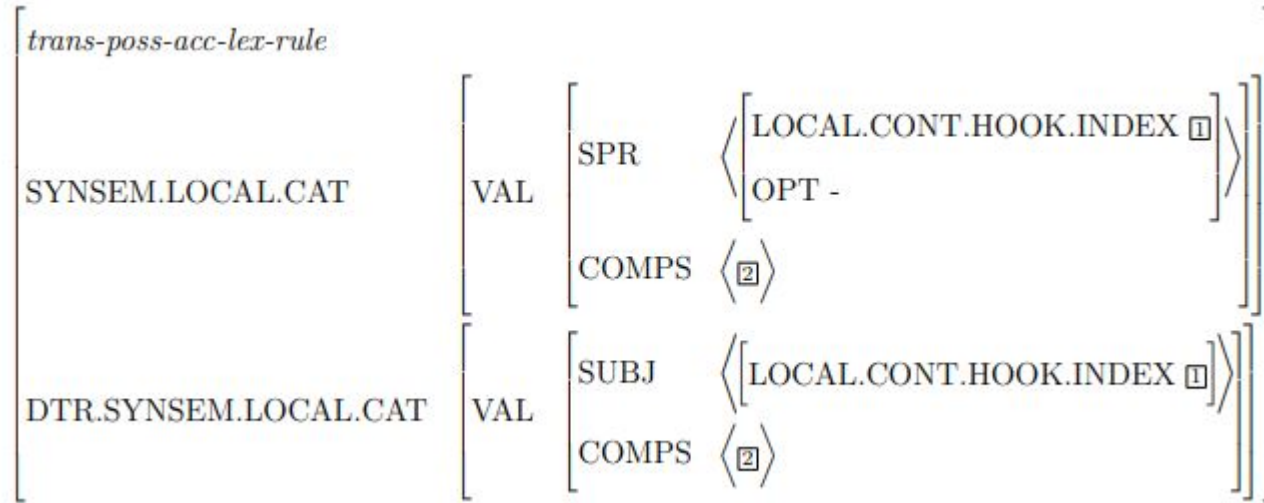 trans-poss-acc-lex-rule
LOCAL.CONT.HOOK.INDEX 1
SPR
OPT -
SYNSEM.LOCAL.CAT VAL
COMPS ⟨2⟩
SUBJ ⟨[LOCAL.CONT.HOOK.INDEX 1]⟩
DTR.SYNSEM.LOCAL.CAT VAL
COMPS ⟨2⟩